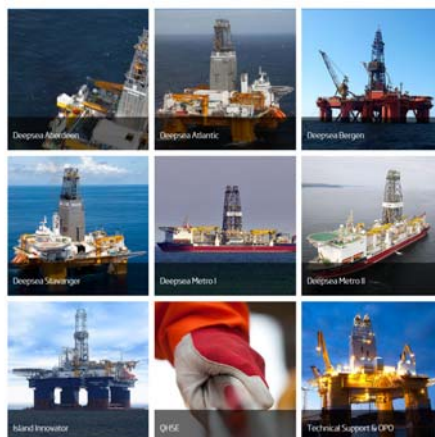 Deepsea Aberdeen
Deepsea Atlantic
Deepsea Bergen
Deepsea Stavanger
Deepsea Metro I
Deepsea Metro II
Island Innovator
QHSE
Technical Support & OPO